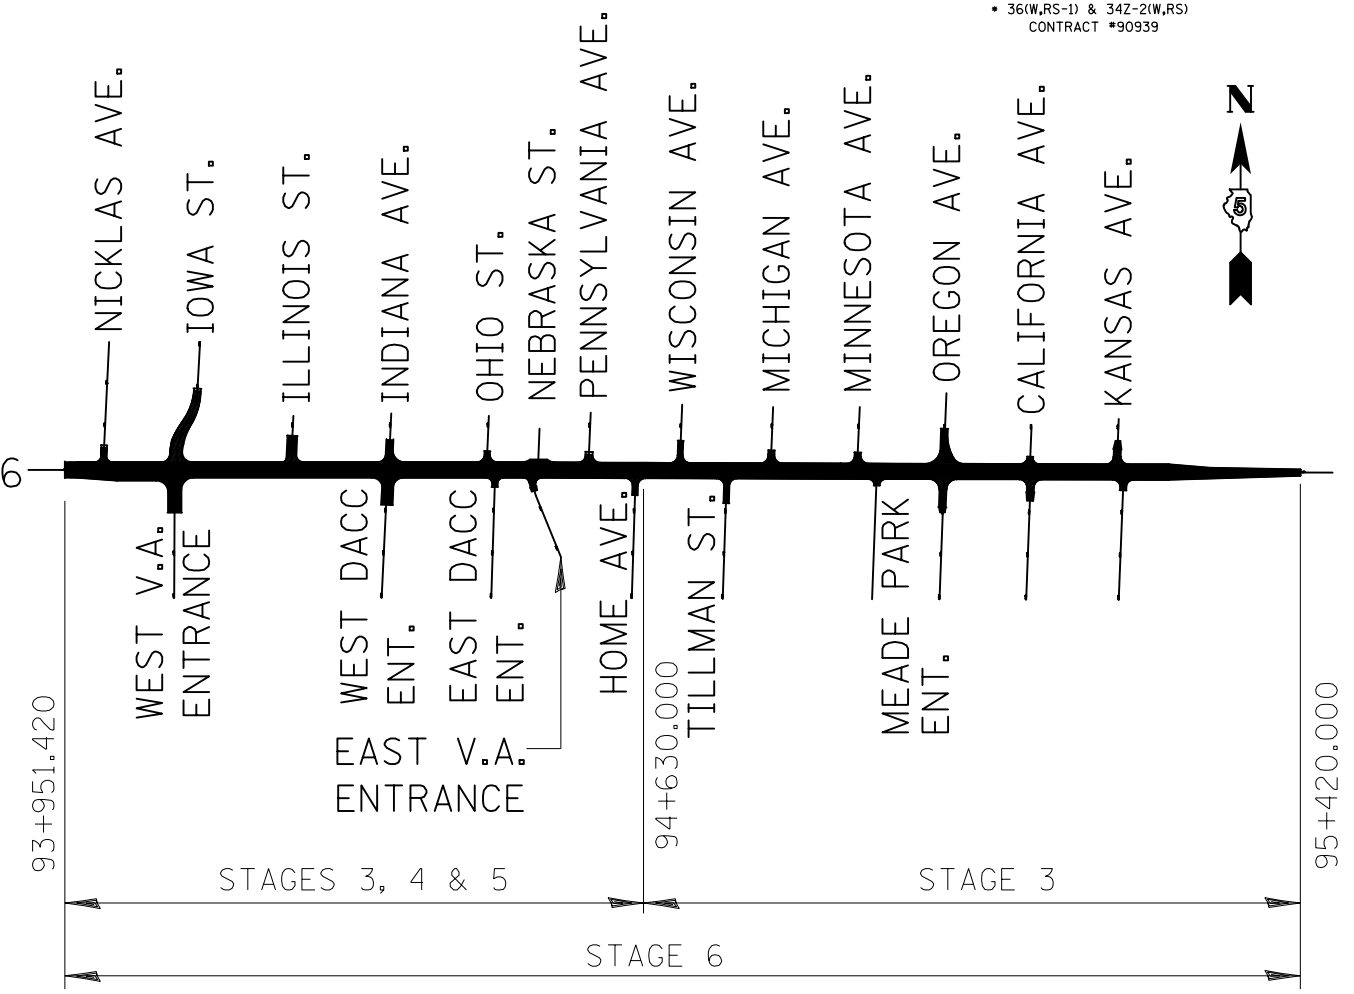 * 36(W,RS-1) & 34Z-2(W,RS)
CONTRACT #90939
N
5
NICKLAS AVE.
IOWA ST.
ILLINOIS ST.
INDIANA AVE.
OHIO ST.
NEBRASKA ST.
PENNSYLVANIA AVE.
WISCONSIN AVE.
MICHIGAN AVE.
MINNESOTA AVE.
OREGON AVE.
CALIFORNIA AVE.
KANSAS AVE.
6
WEST V.A.
ENTRANCE
WEST DACC
ENT.
EAST DACC
ENT.
EAST V.A.
ENTRANCE
HOME AVE.
TILLMAN ST.
MEADE PARK
ENT.
93+951.420
94+630.000
95+420.000
STAGES 3, 4 & 5
STAGE 3
STAGE 6